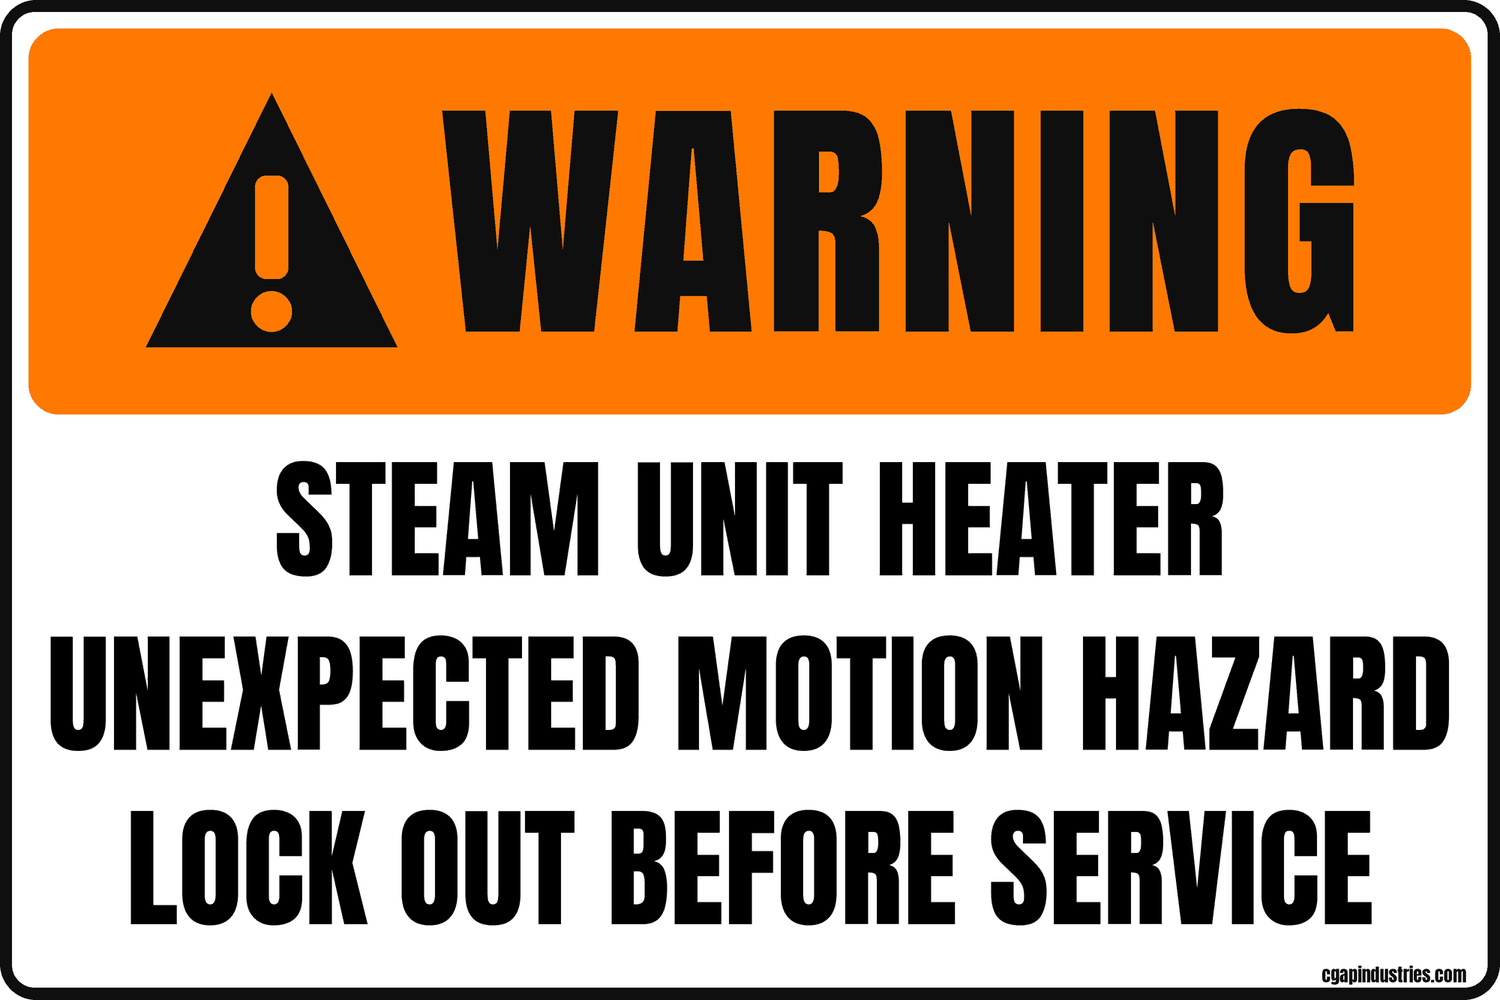 WARNING
STEAM UNIT HEATER
UNEXPECTED MOTION HAZARD
LOCK OUT BEFORE SERVICE
cgapindustries.com